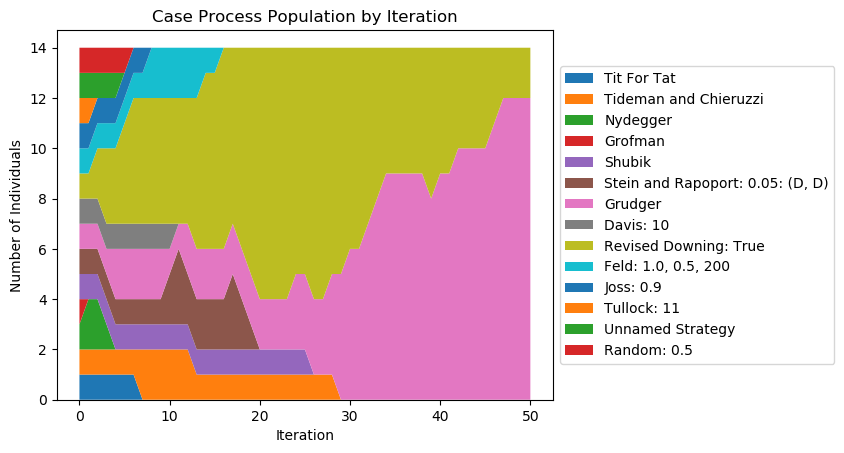 Case Process Population by Iteration
Number of Individuals
14
12
10
8
6
4
2
0
0 10 20 30 40 50
Iteration
Tit For Tat
Tideman and Chieruzzi
Nydegger
Grofman
Shubik
Stein and Rapoport: 0.05: (D, D)
Grudger
Davis: 10
Revised Downing: True
Feld: 1.0, 0.5, 200
Joss: 0.9
Tullock: 11
Unnamed Strategy
Random: 0.5